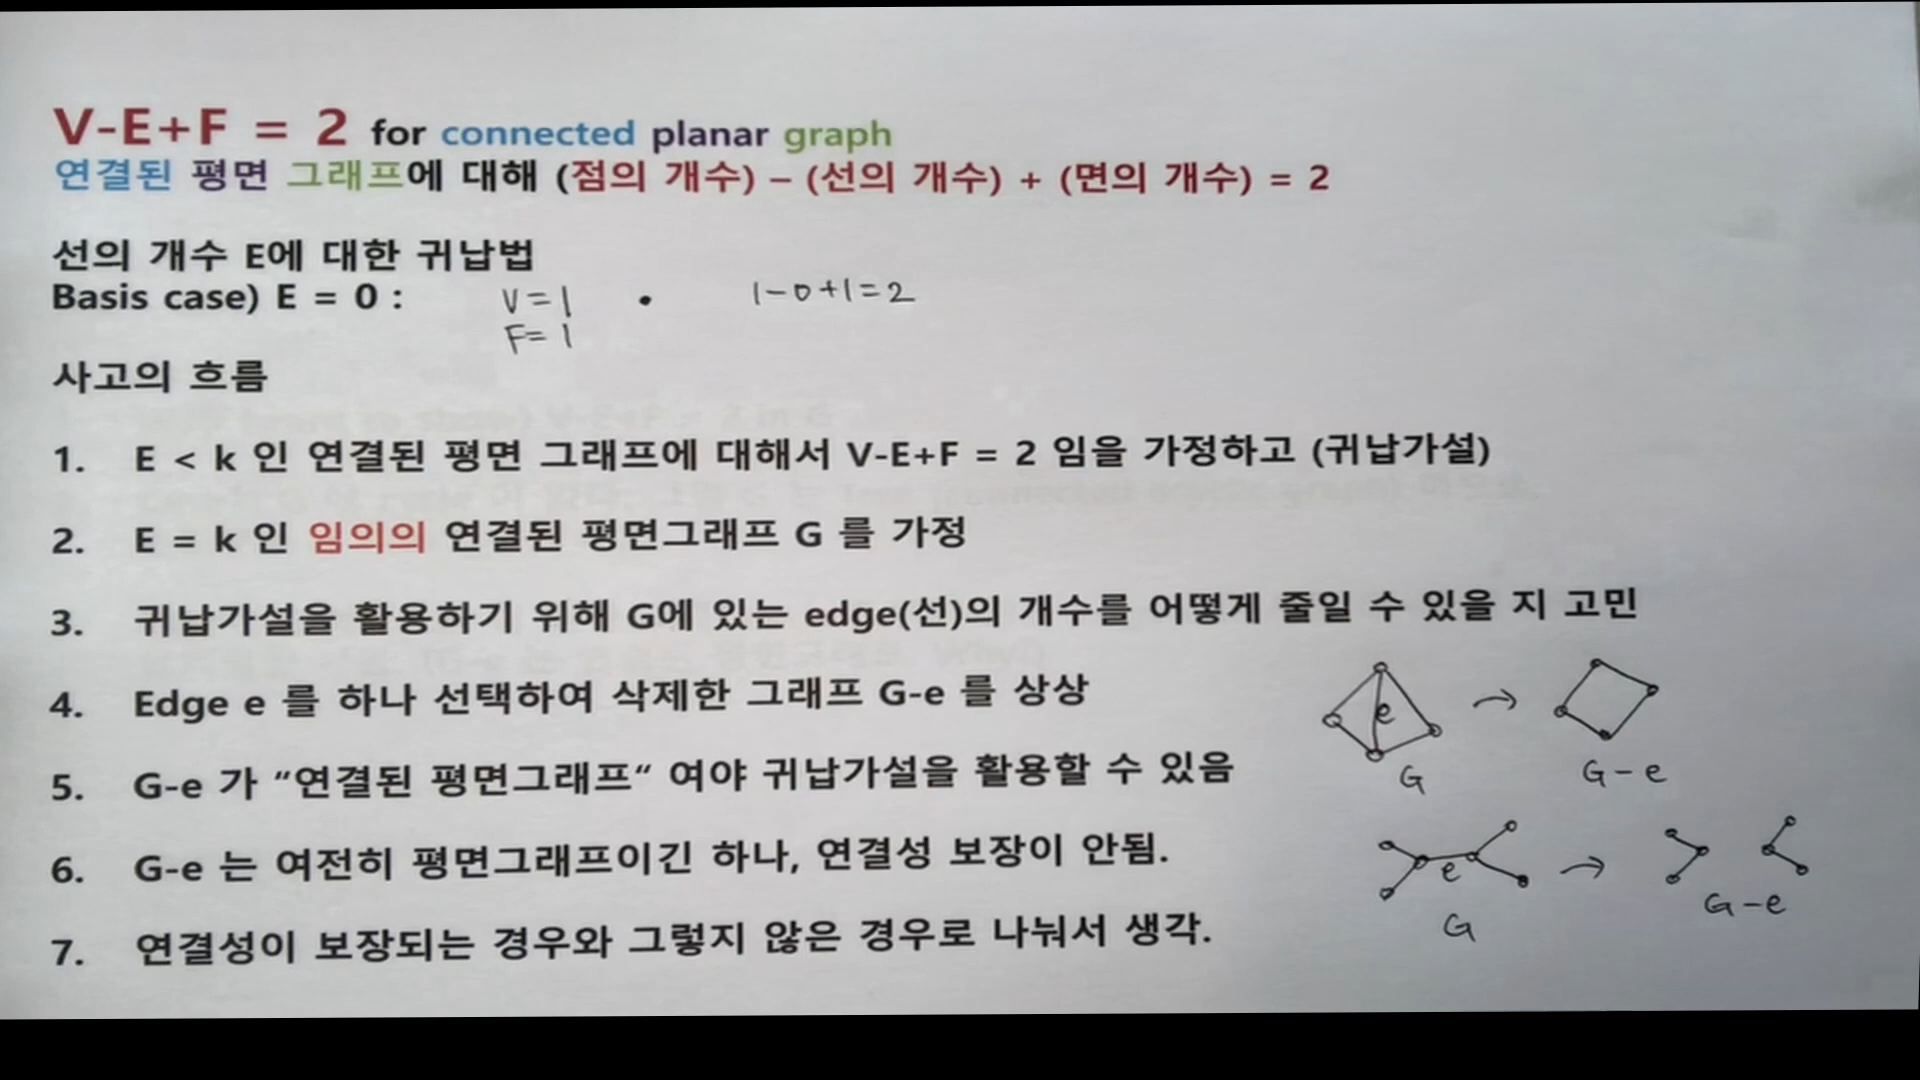 V-E+F = 2 for connected planar graph
연결된 평면 그래프에 대해 (점의 개수) – (선의 개수) + (면의 개수) = 2
선의 개수 E에 대한 귀납법
Basis case) E = 0 : V=1 1-0+1=2
F=1
사고의 흐름
1. E < k 인 연결된 평면 그래프에 대해서 V-E+F = 2 임을 가정하고 (귀납가설)
2. E = k 인 임의의 연결된 평면그래프 G 를 가정
3. 귀납가설을 활용하기 위해 G에 있는 edge(선)의 개수를 어떻게 줄일 수 있을 지 고민
4. Edge e 를 하나 선택하여 삭제한 그래프 G-e 를 상상
e →
5. G-e 가 “연결된 평면그래프“ 여야 귀납가설을 활용할 수 있음
G G-e
6. G-e 는 여전히 평면그래프이긴 하나, 연결성 보장이 안됨.
e →
G G-e
7. 연결성이 보장되는 경우와 그렇지 않은 경우로 나눠서 생각.